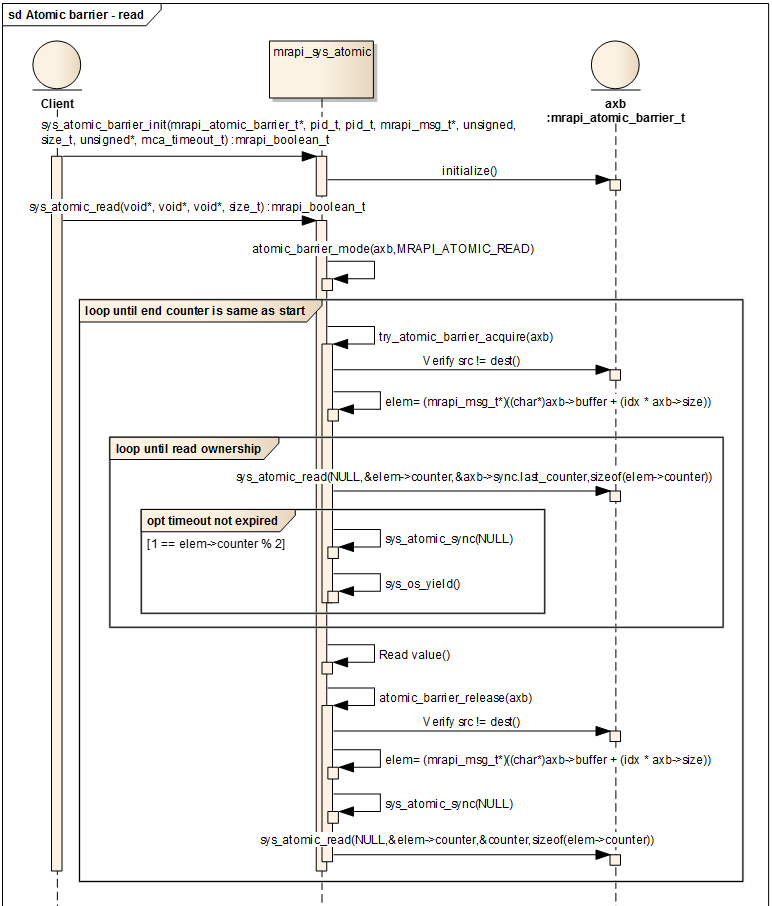 sd Atomic barrier - read
Client
mrapi_sys_atomic
axb
:mrapi_atomic_barrier_t
sys_atomic_barrier_init(mrapi_atomic_barrier_t*, pid_t, pid_t, mrapi_msg_t*, unsigned,
size_t, unsigned*, mca_timeout_t) :mrapi_boolean_t
initialize()
sys_atomic_read(void*, void*, void*, size_t) :mrapi_boolean_t
atomic_barrier_mode(axb,MRAPI_ATOMIC_READ)
loop until end counter is same as start
try_atomic_barrier_acquire(axb)
Verify src != dest()
elem= (mrapi_msg_t*)((char*)axb->buffer + (idx * axb->size))
loop until read ownership
sys_atomic_read(NULL,&elem->counter,&axb->sync.last_counter,sizeof(elem->counter))
opt timeout not expired
[1 == elem->counter % 2]
sys_atomic_sync(NULL)
sys_os_yield()
Read value()
atomic_barrier_release(axb)
Verify src != dest()
elem= (mrapi_msg_t*)((char*)axb->buffer + (idx * axb->size))
sys_atomic_sync(NULL)
sys_atomic_read(NULL,&elem->counter,&counter,sizeof(elem->counter))